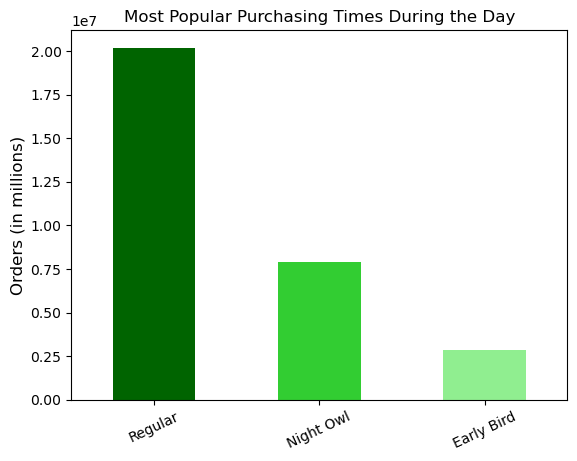 Most Popular Purchasing Times During the Day
1e7
Orders (in millions)
2.00
1.75
1.50
1.25
1.00
0.75
0.50
0.25
0.00
Regular
Night Owl
Early Bird